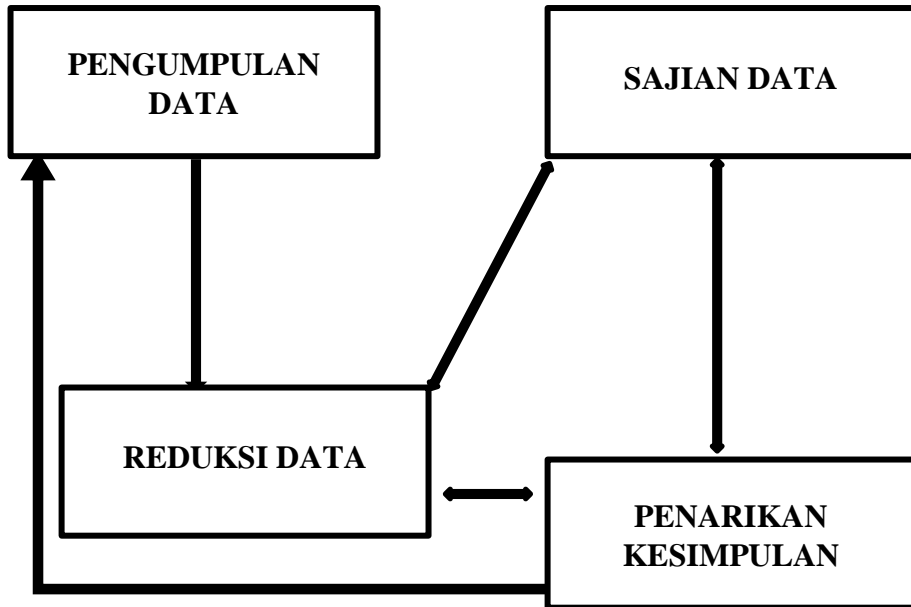 PENGUMPULAN
DATA
SAJIAN DATA
REDUKSI DATA
PENARIKAN
KESIMPULAN